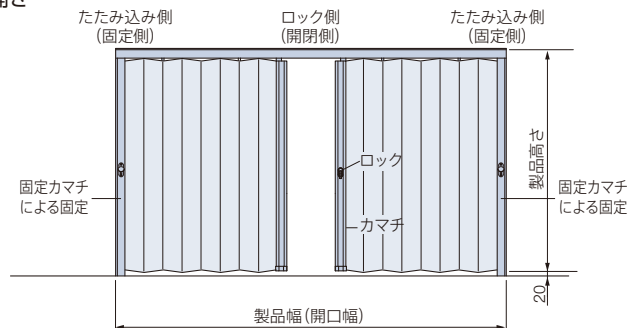 たたみ込み側
(固定側)
ロック側
(開閉側)
たたみ込み側
(固定側)
ロック
カマチ
製品高さ
固定カマチ
による固定
固定カマチ
による固定
20
製品幅(開口幅)